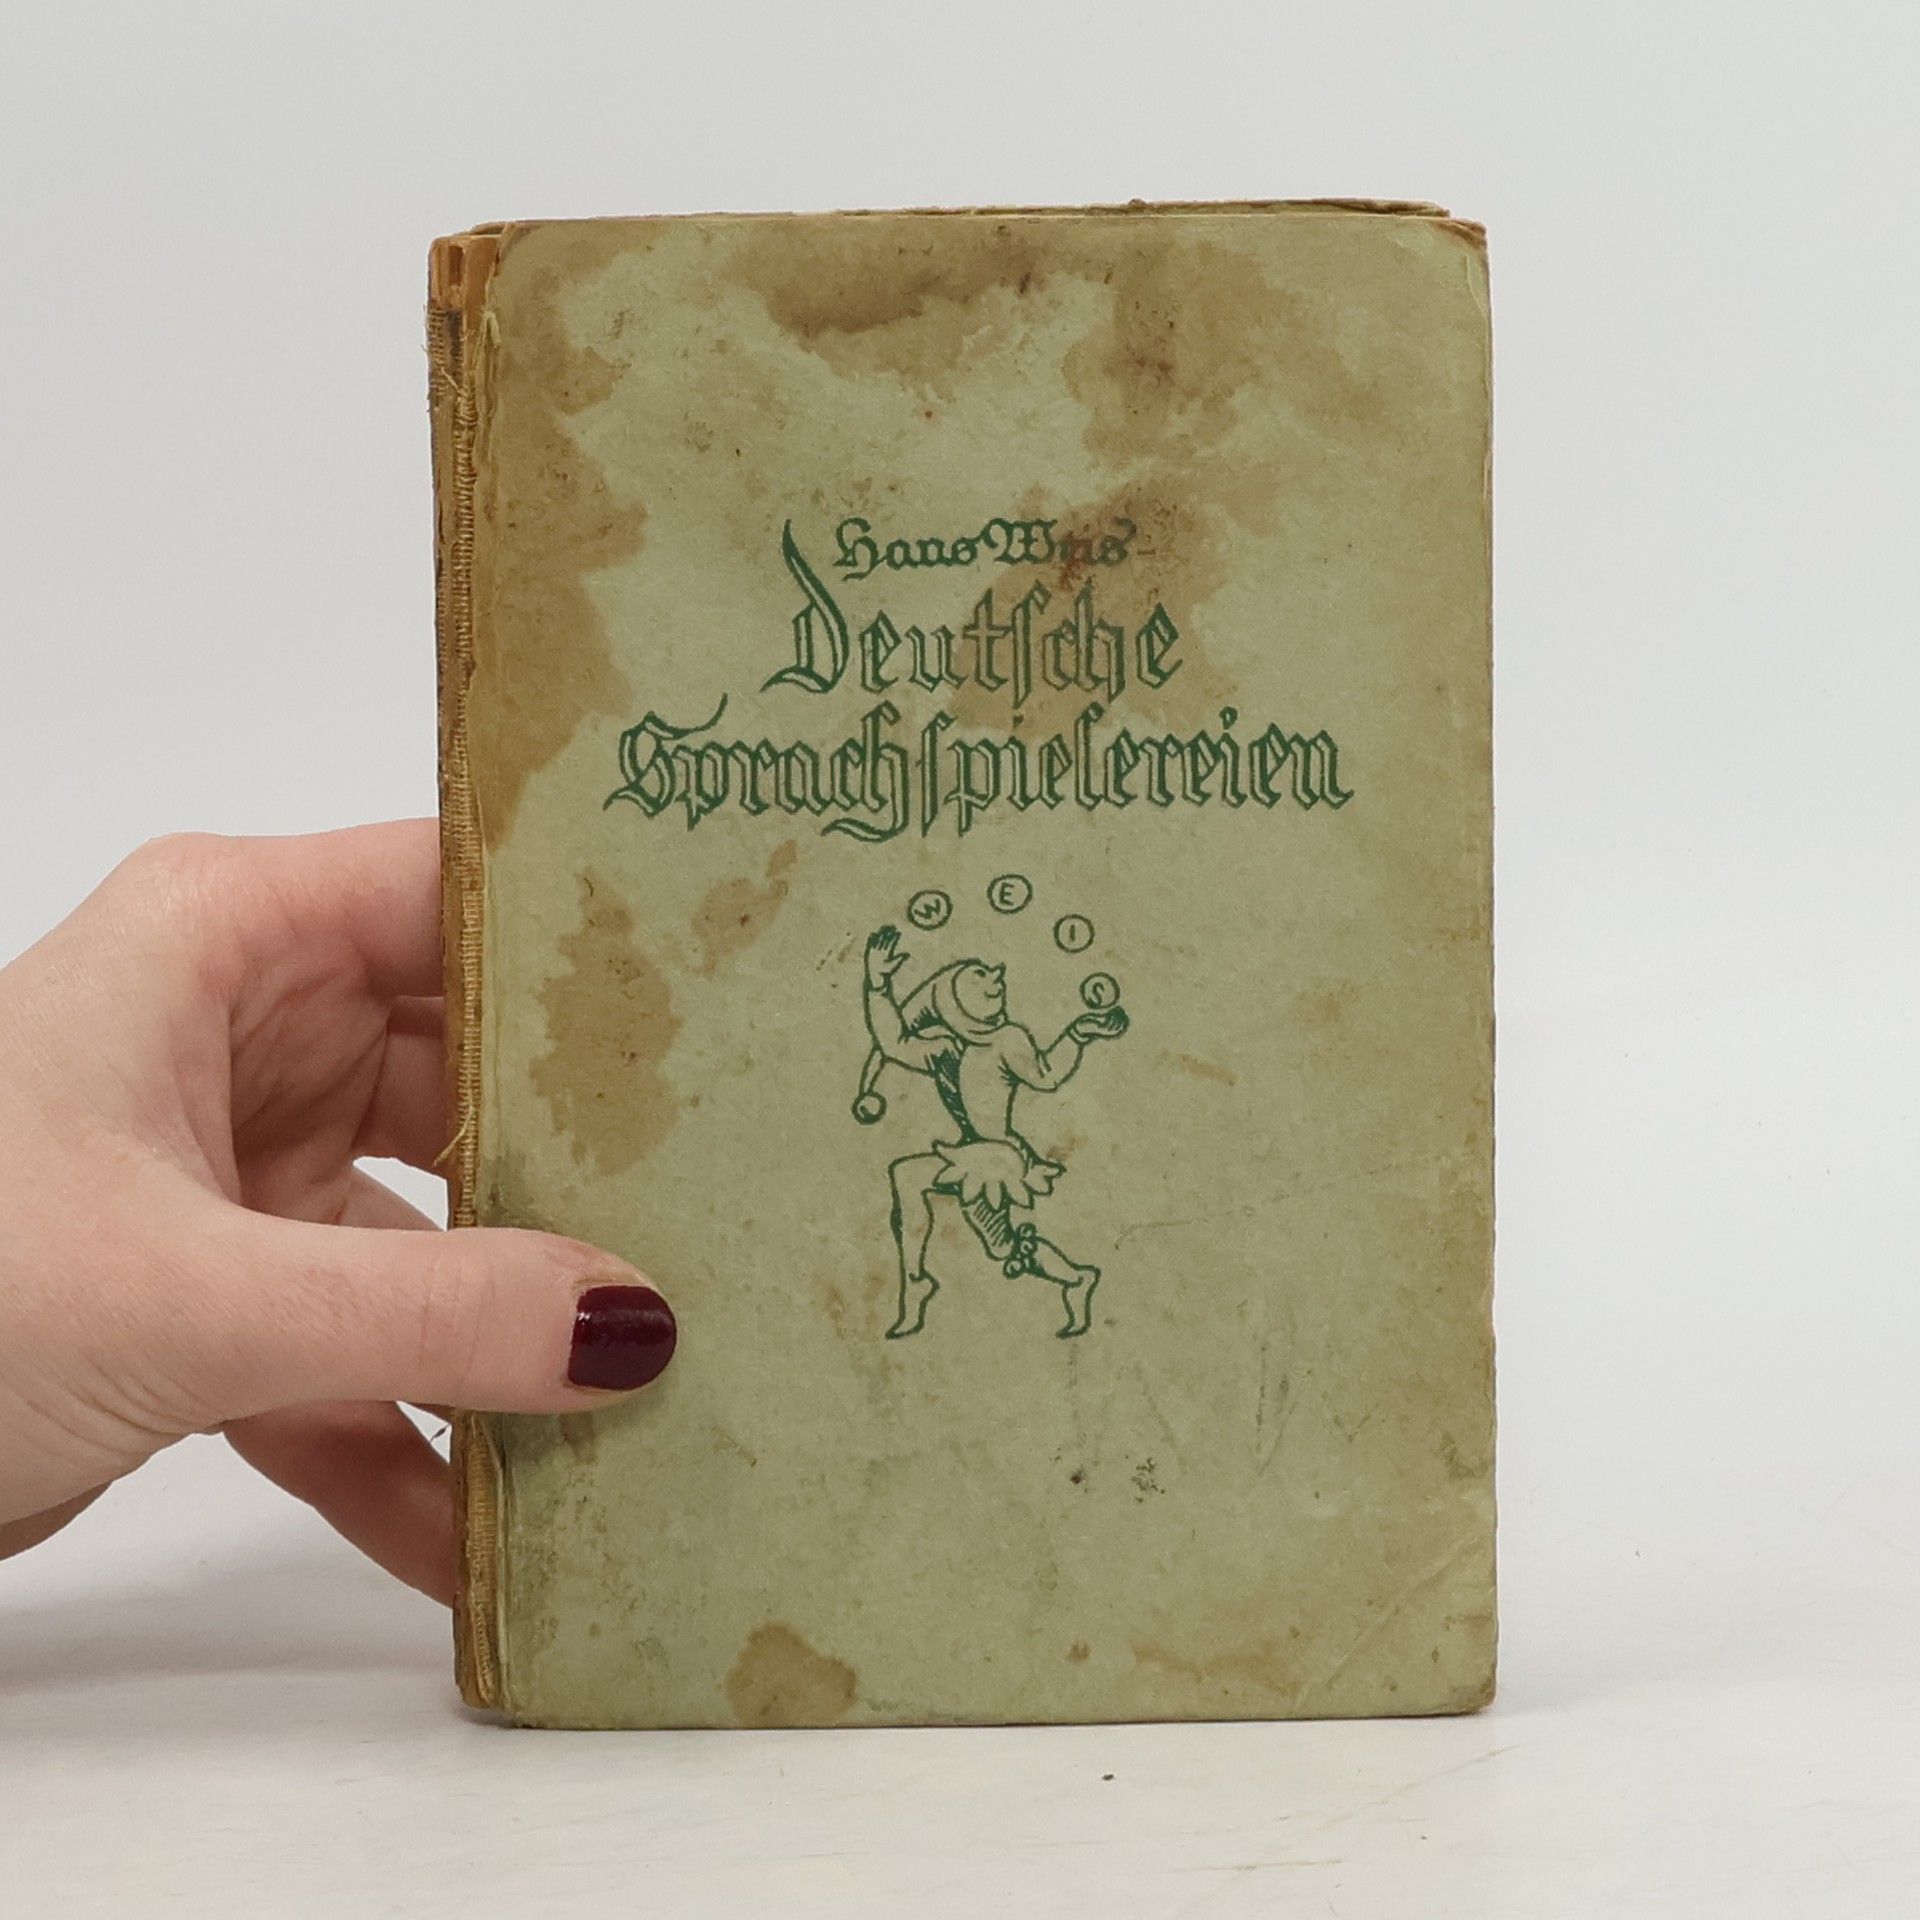 Hans Weis
Deutſche
Sprachſpielereien
W E I S